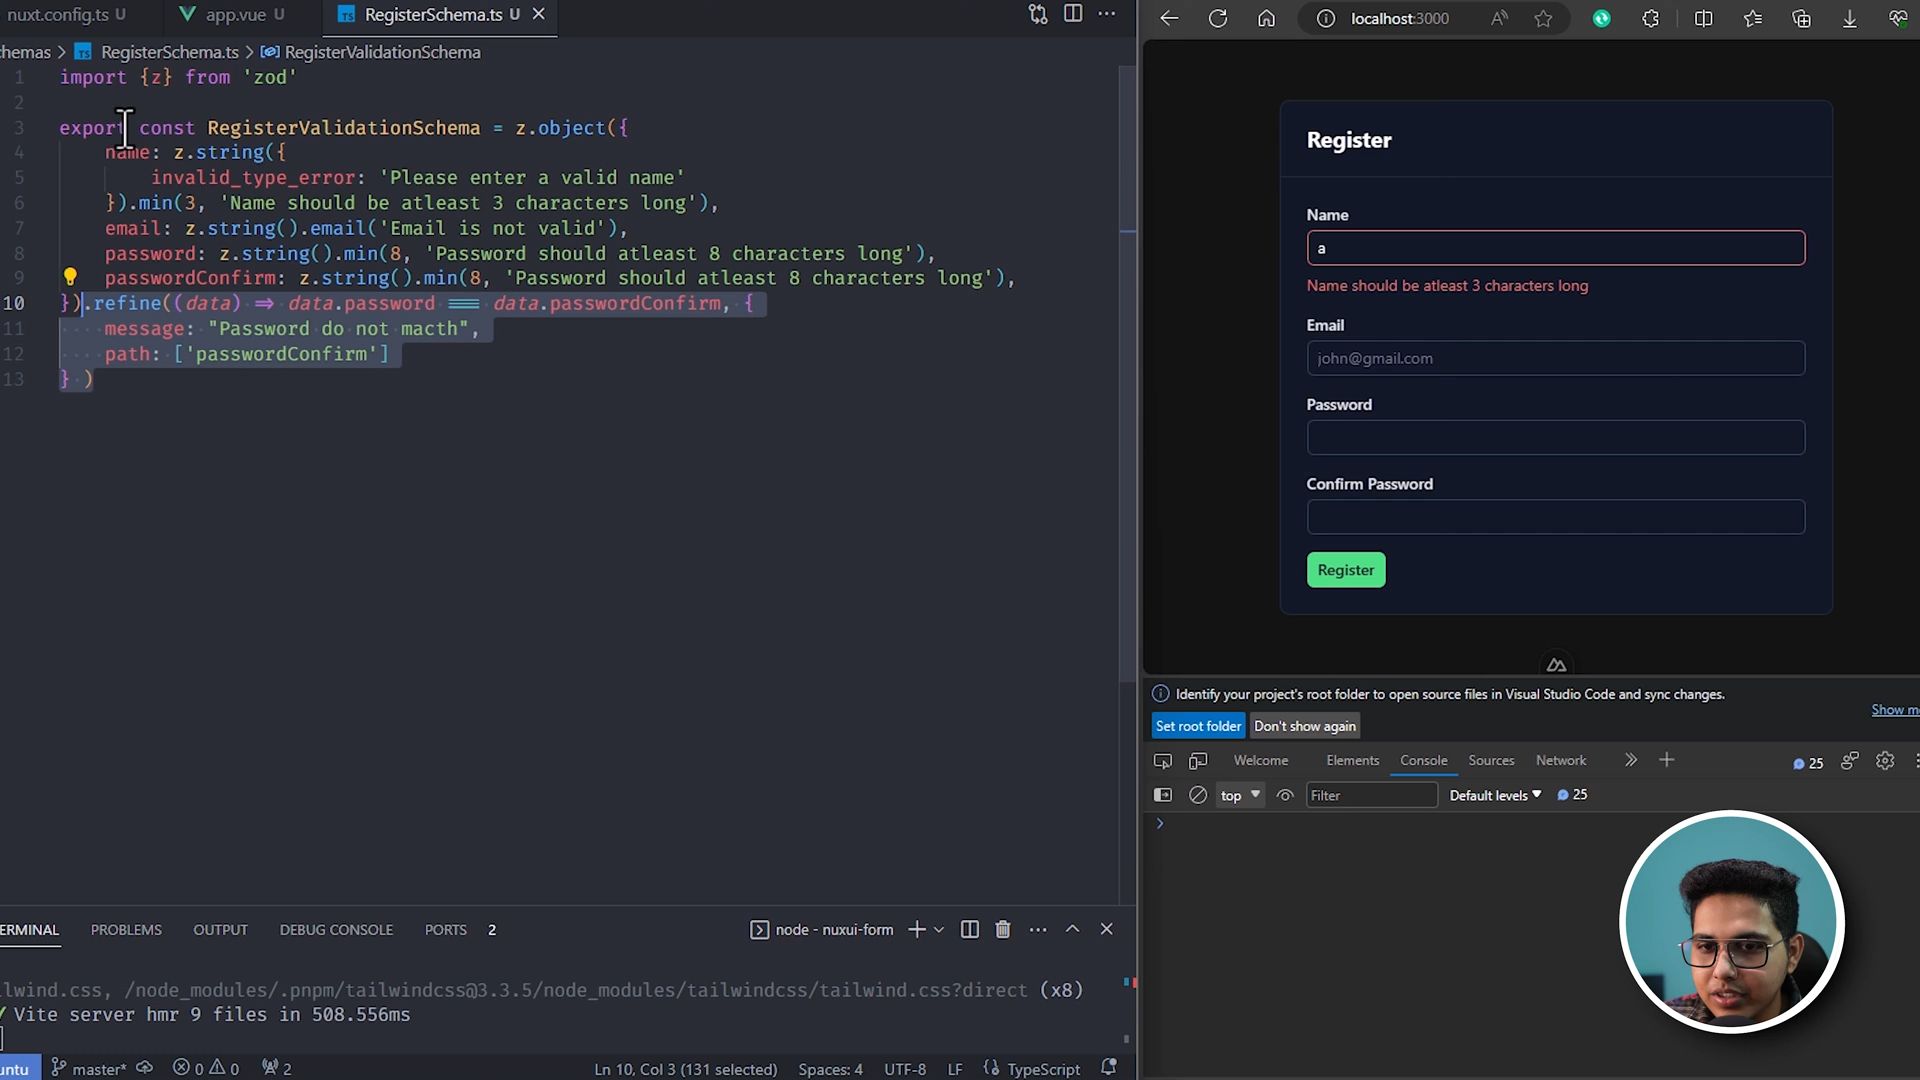 nuxt.config.ts U
app.vue U
RegisterSchema.ts U
chemas > RegisterSchema.ts > RegisterValidationSchema
1 import {z} from 'zod'
2
3 export const RegisterValidationSchema = z.object({
4 name: z.string({
5 invalid_type_error: 'Please enter a valid name'
6 }).min(3, 'Name should be atleast 3 characters long'),
7 email: z.string().email('Email is not valid'),
8 password: z.string().min(8, 'Password should atleast 8 characters long'),
9 passwordConfirm: z.string().min(8, 'Password should atleast 8 characters long'),
10 }).refine((data) => data.password === data.passwordConfirm, {
11 message: "Password do not macth",
12 path: ['passwordConfirm']
13 } )
ERMINAL PROBLEMS OUTPUT DEBUG CONSOLE PORTS 2
node - nuxui-form
ilwind.css, /node_modules/.pnpm/tailwindcss@3.3.5/node_modules/tailwindcss/tailwind.css?direct (x8)
Vite server hmr 9 files in 508.556ms
untu master* 0 0 2
Ln 10, Col 3 (131 selected) Spaces: 4 UTF-8 LF TypeScript
localhost:3000
Register
Name
a
Name should be atleast 3 characters long
Email
john@gmail.com
Password
Confirm Password
Register
Identify your project's root folder to open source files in Visual Studio Code and sync changes.
Show mo
Set root folder Don't show again
Welcome Elements Console Sources Network 25
top Filter Default levels 25